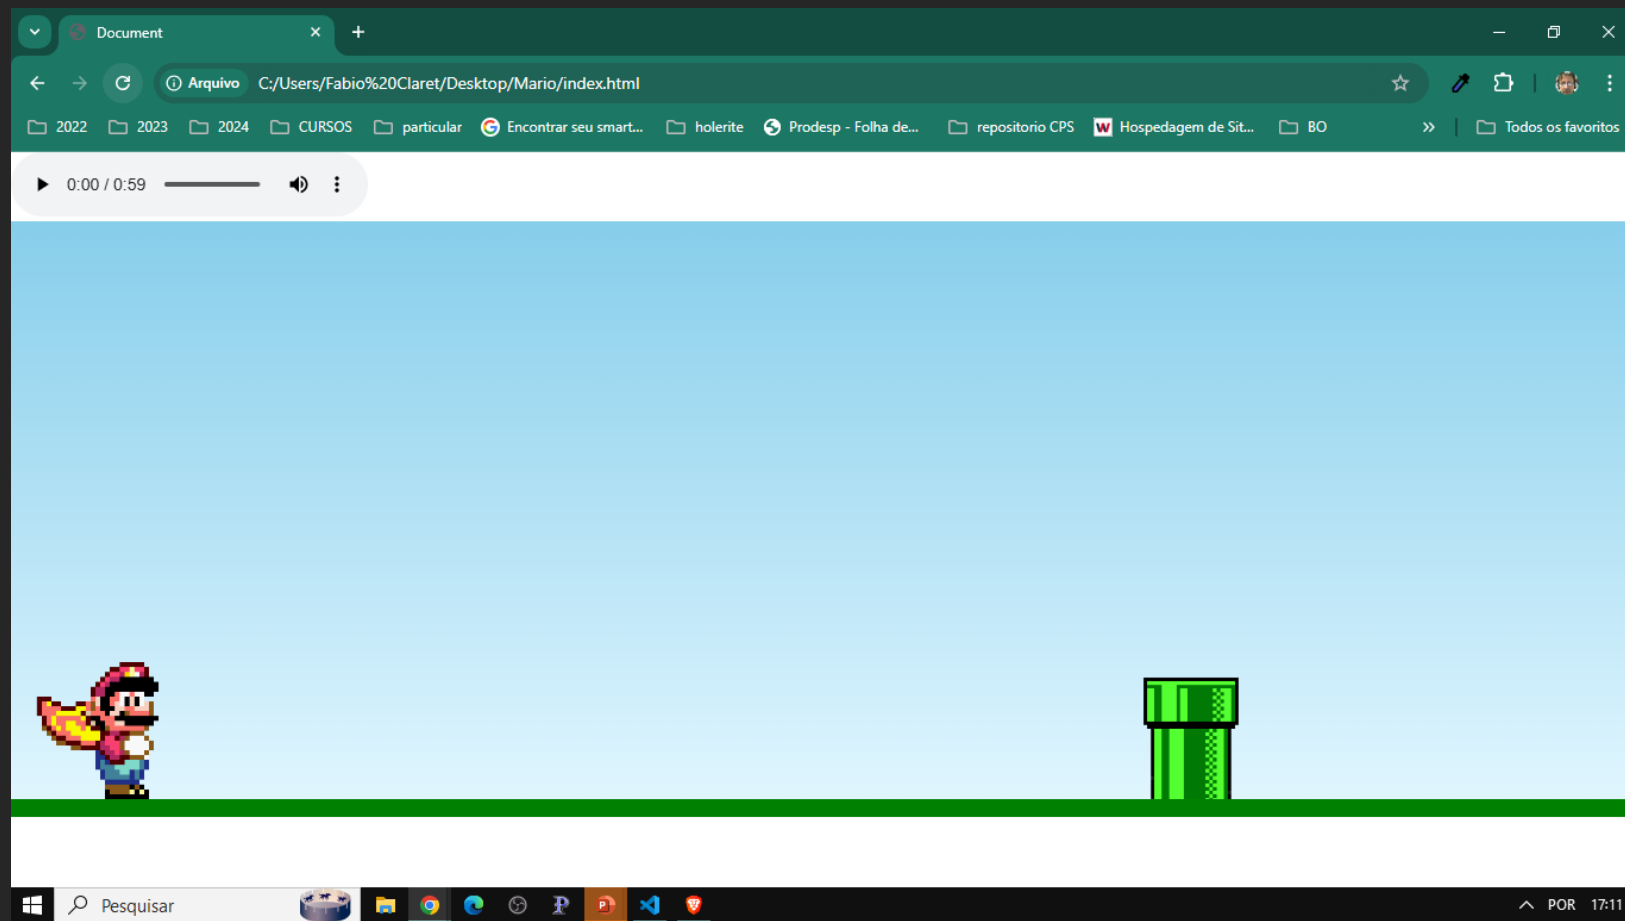 Document
Arquivo C:/Users/Fabio%20Claret/Desktop/Mario/index.html
2022 2023 2024 CURSOS particular Encontrar seu smart... holerite Prodesp - Folha de... repositorio CPS W Hospedagem de Sit... BO Todos os favoritos
0:00 / 0:59
Pesquisar POR 17:11